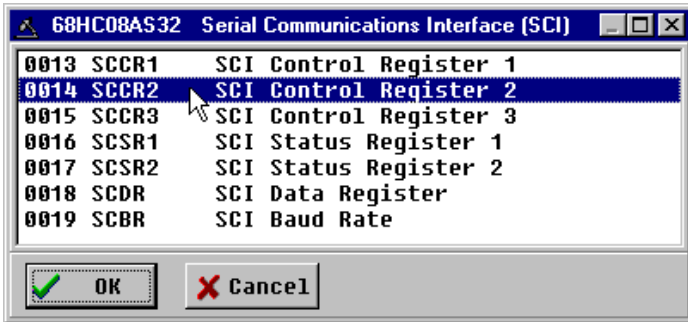 68HC08AS32 Serial Communications Interface (SCI)
0013 SCCR1 SCI Control Register 1
0014 SCCR2 SCI Control Register 2
0015 SCCR3 SCI Control Register 3
0016 SCSR1 SCI Status Register 1
0017 SCSR2 SCI Status Register 2
0018 SCDR SCI Data Register
0019 SCBR SCI Baud Rate
OK Cancel